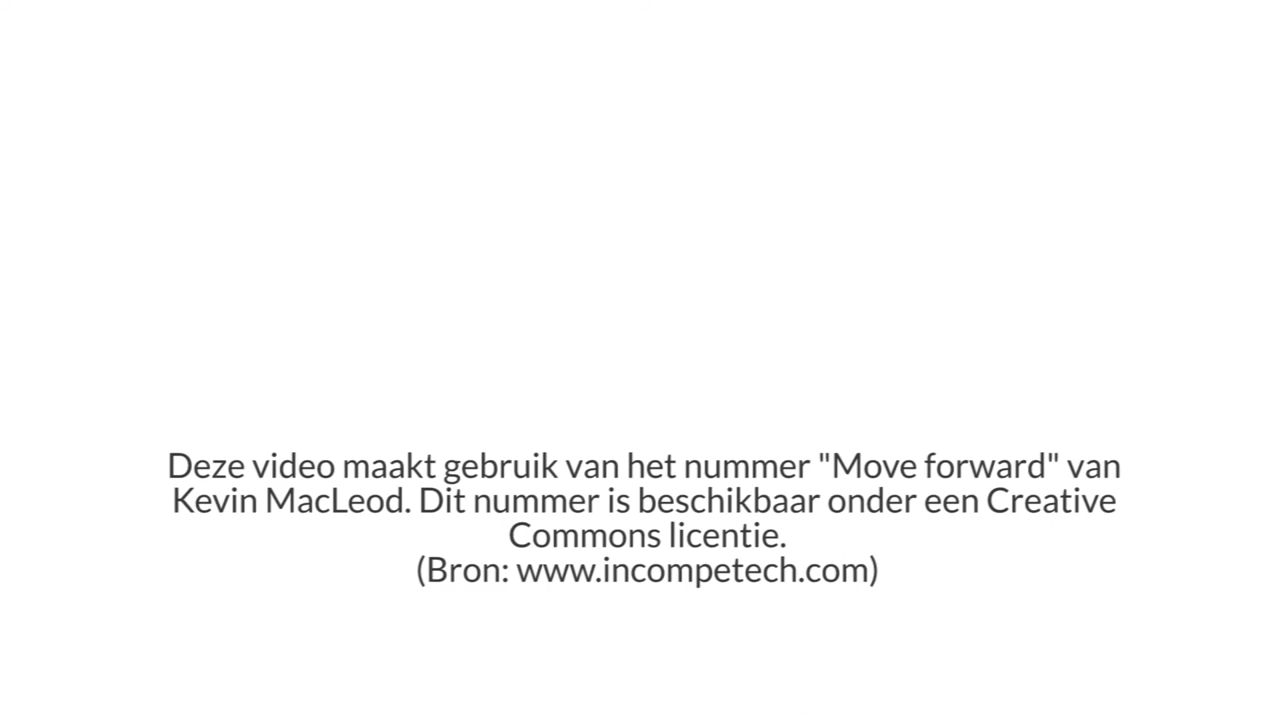 Deze video maakt gebruik van het nummer "Move forward" van
Kevin MacLeod. Dit nummer is beschikbaar onder een Creative
Commons licentie.
(Bron: www.incompetech.com)